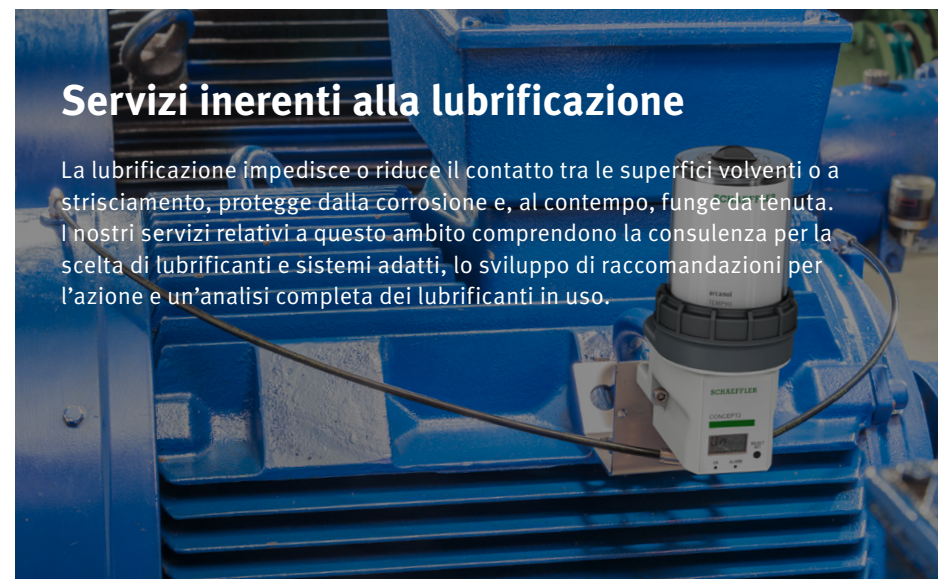 Servizi inerenti alla lubrificazione
La lubrificazione impedisce o riduce il contatto tra le superfici volventi o a
strisciamento, protegge dalla corrosione e, al contempo, funge da tenuta.
I nostri servizi relativi a questo ambito comprendono la consulenza per la
scelta di lubrificanti e sistemi adatti, lo sviluppo di raccomandazioni per
l’azione e un’analisi completa dei lubrificanti in uso.
SCHAEFFLER
arcanol
SCHAEFFLER
CONCEPT2